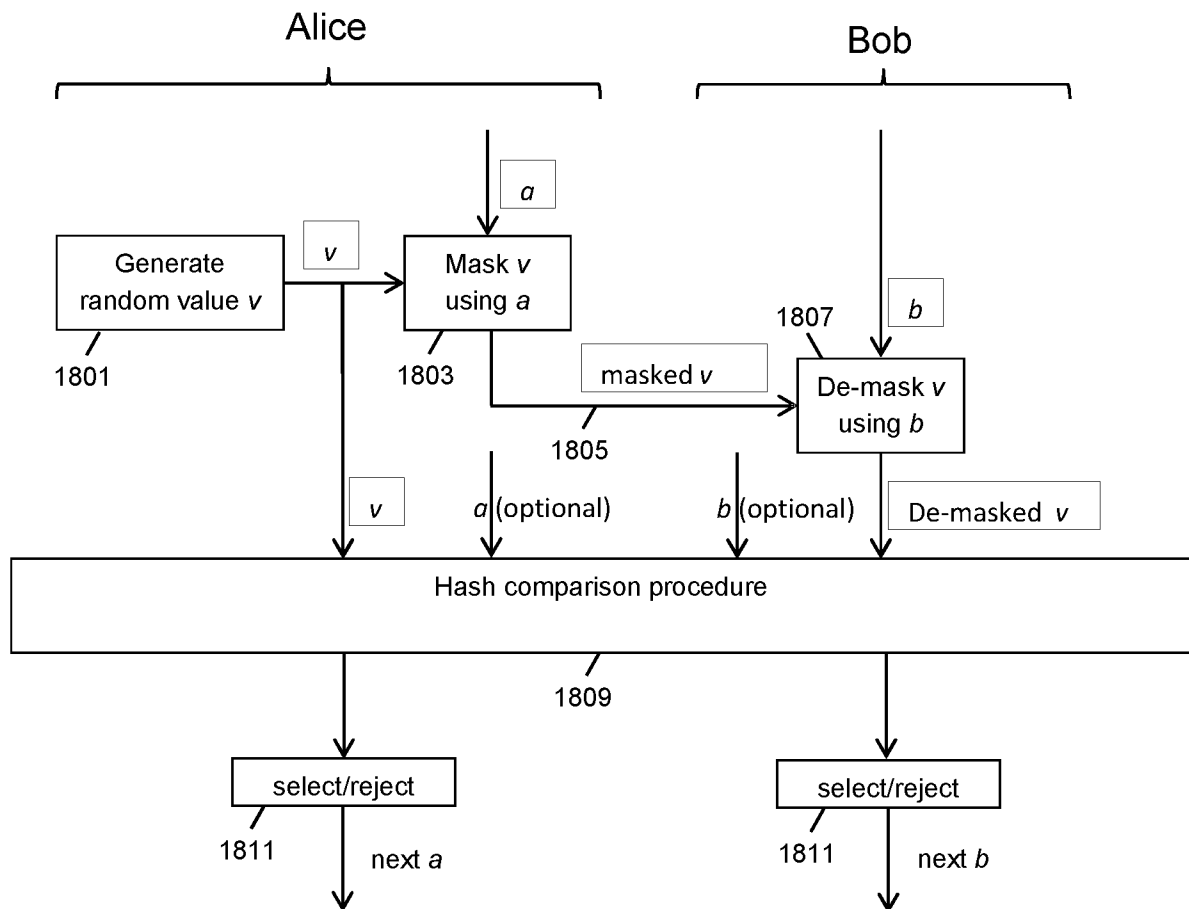 Alice
Bob
a
v
Generate
random value v
Mask v
using a
b
1801
1803
1807
masked v
De-mask v
using b
1805
v
a (optional)
b (optional)
De-masked v
Hash comparison procedure
1809
select/reject
select/reject
1811
next a
1811
next b